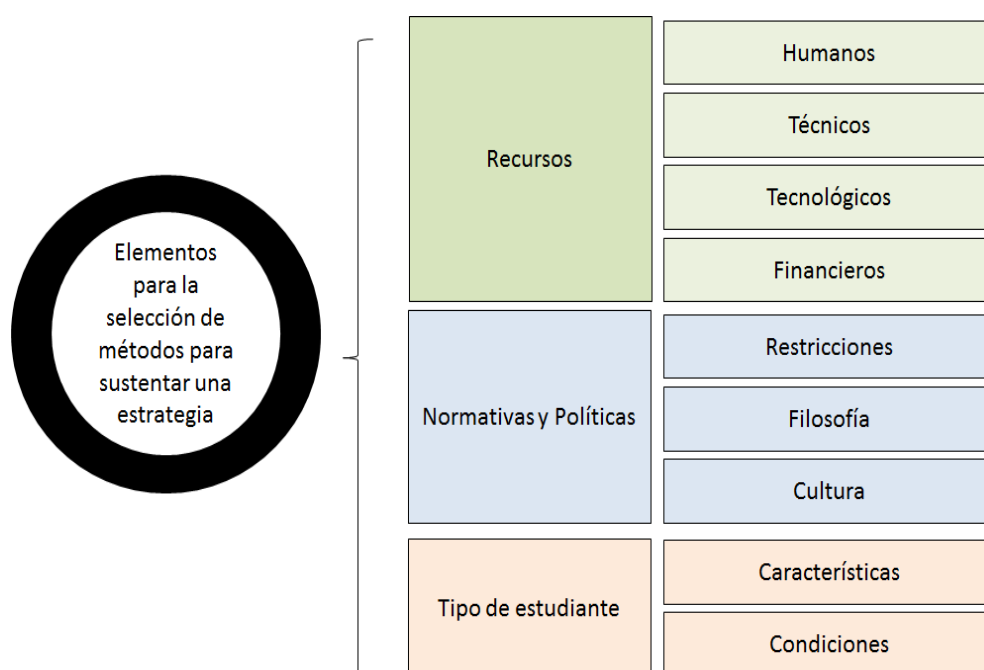 Elementos
para la
selección de
métodos para
sustentar una
estrategia
Recursos
Humanos
Técnicos
Tecnológicos
Financieros
Normativas y Políticas
Restricciones
Filosofía
Cultura
Tipo de estudiante
Características
Condiciones